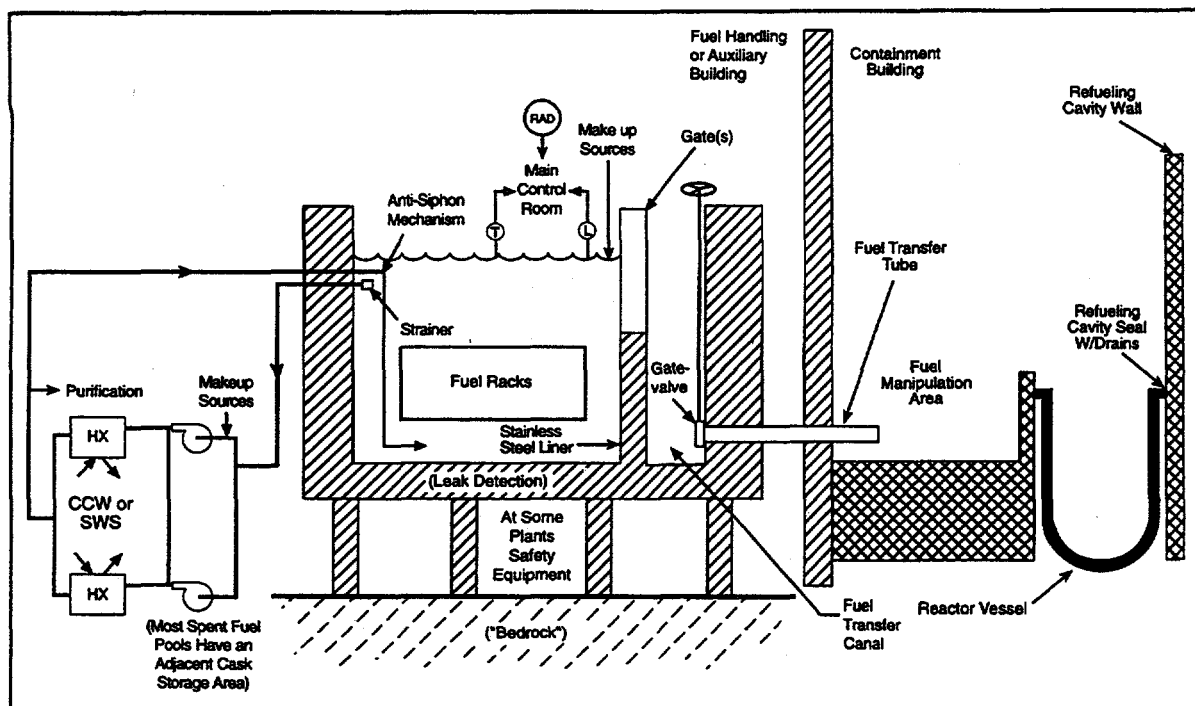 Fuel Handling
or Auxiliary
Building
Containment
Building
Refueling
Cavity Wall
RAD
Make up
Sources
Gate(s)
Main
Control
Room
Anti-Siphon
Mechanism
T
L
Fuel Transfer
Tube
Strainer
Refueling
Cavity Seal
W/Drains
Purification
Makeup
Sources
Fuel Racks
Gate-
valve
Fuel
Manipulation
Area
HX
Stainless
Steel Liner
CCW or
SWS
(Leak Detection)
At Some
Plants
Safety
Equipment
HX
(Most Spent Fuel
Pools Have an
Adjacent Cask
Storage Area)
("Bedrock")
Fuel
Transfer
Canal
Reactor Vessel